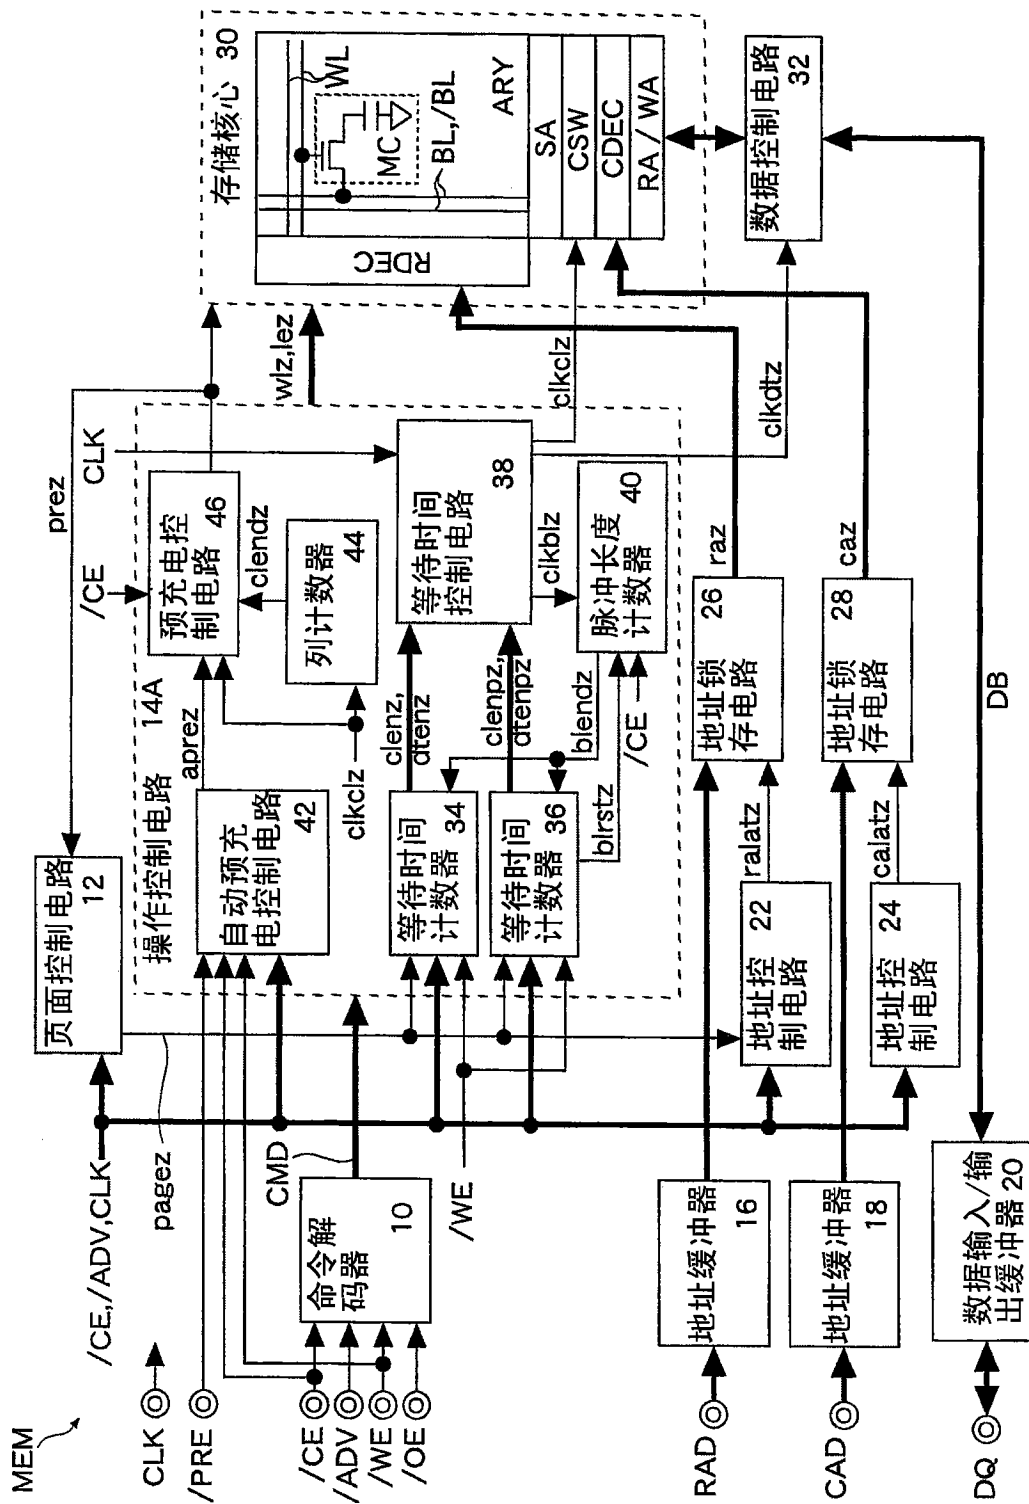 MEM
CLK
/PRE
/CE
/ADV
/WE
/OE
RAD
CAD
DQ
/CE,/ADV,CLK
pagez
CMD
命令解
码器
10
/WE
地址缓冲器
16
地址缓冲器
18
数据输入/输
出缓冲器 20
页面控制电路
12
prez
操作控制电路
14A
自动预充
电控制电路
42
aprez
/CE
CLK
预充电控
制电路
46
clendz
列计数器
44
clkclz
等待时间
计数器
34
clenz,
dtenz
等待时间
计数器
36
clenpz,
dtenpz
blendz
blrstz
/CE
等待时间
控制电路
38
clkblz
脉冲长度
计数器
40
wlz,lez
clkclz
clkdtz
地址控
制电路
22
ralatz
地址控
制电路
24
calatz
地址锁
存电路
26
raz
地址锁
存电路
28
caz
DB
存储核心 30
WL
MC
BL,/BL
ARY
RDEC
SA
CSW
CDEC
RA / WA
数据控制电路
32